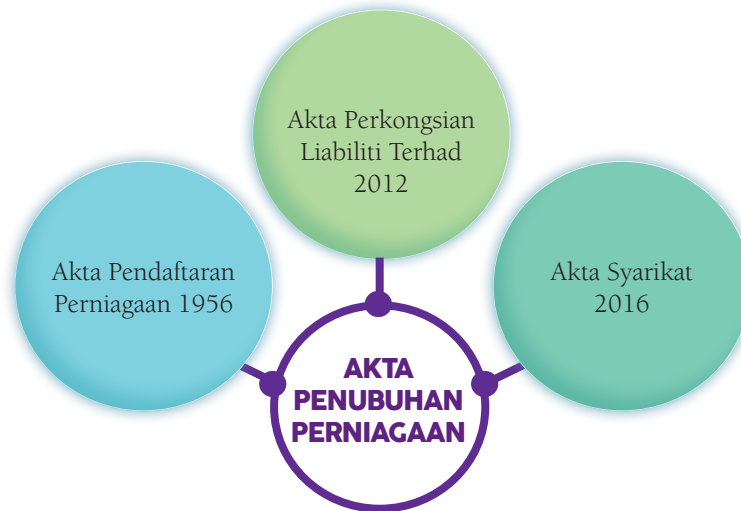 Akta Perkongsian
Liabiliti Terhad
2012
Akta Pendaftaran
Perniagaan 1956
Akta Syarikat
2016
AKTA
PENUBUHAN
PERNIAGAAN